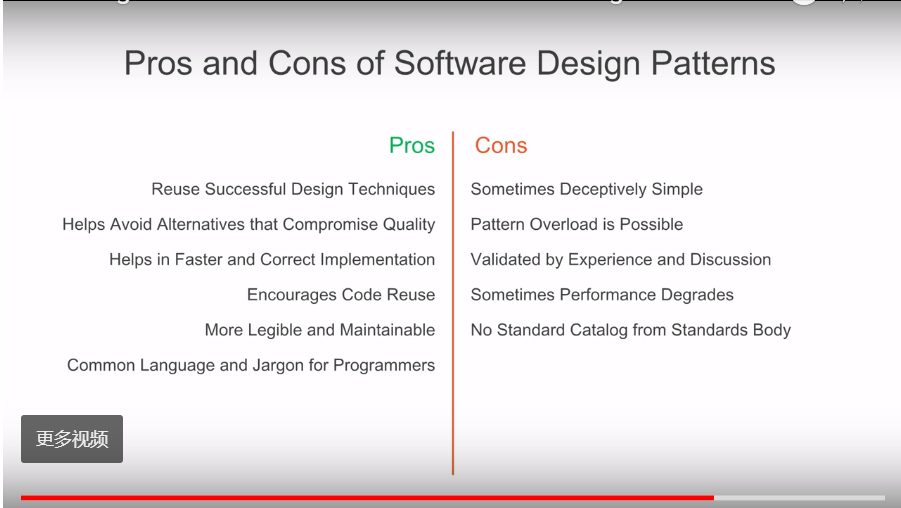 Pros and Cons of Software Design Patterns
Pros
Reuse Successful Design Techniques
Helps Avoid Alternatives that Compromise Quality
Helps in Faster and Correct Implementation
Encourages Code Reuse
More Legible and Maintainable
Common Language and Jargon for Programmers
Cons
Sometimes Deceptively Simple
Pattern Overload is Possible
Validated by Experience and Discussion
Sometimes Performance Degrades
No Standard Catalog from Standards Body
更多视频